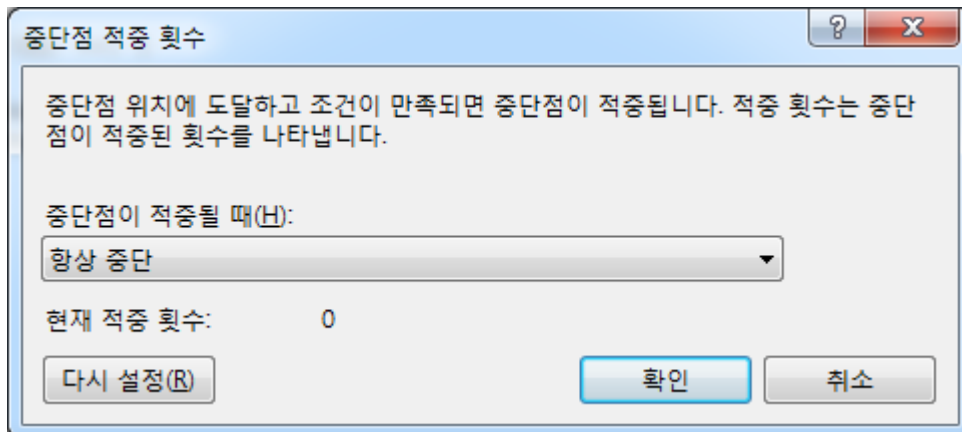 중단점 적중 횟수
중단점 위치에 도달하고 조건이 만족되면 중단점이 적중됩니다. 적중 횟수는 중단
점이 적중된 횟수를 나타냅니다.
중단점이 적중될 때(H):
항상 중단
현재 적중 횟수: 0
다시 설정(R) 확인 취소